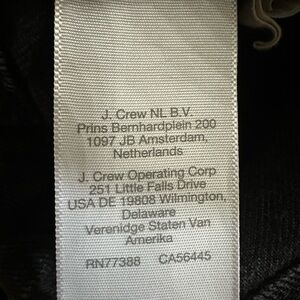 J. Crew NL B.V.
Prins Bernhardplein 200
1097 JB Amsterdam,
Netherlands
J. Crew Operating Corp
251 Little Falls Drive
USA DE 19808 Wilmington,
Delaware
Verenidge Staten Van
Amerika
RN77388 CA56445